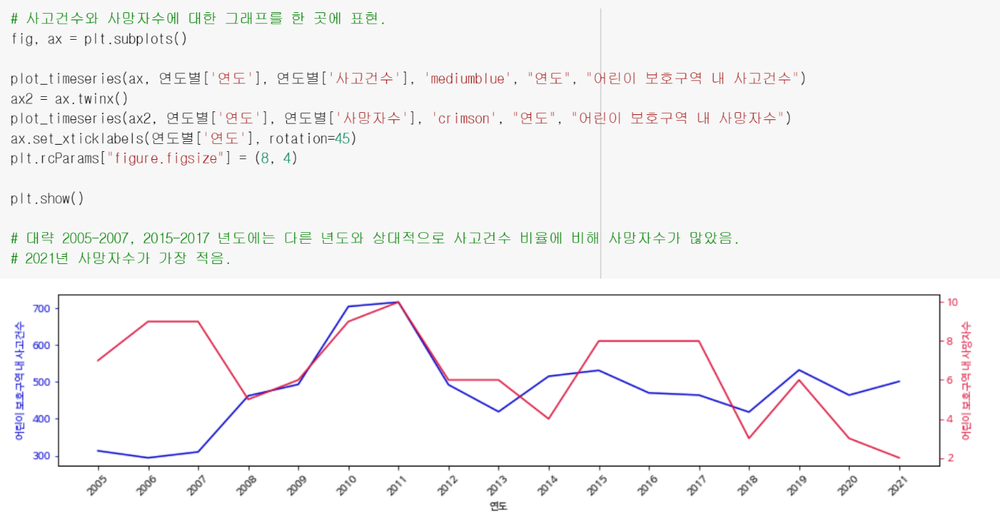 # 사고건수와 사망자수에 대한 그래프를 한 곳에 표현.
fig, ax = plt.subplots()
plot_timeseries(ax, 연도별['연도'], 연도별['사고건수'], 'mediumblue', "연도", "어린이 보호구역 내 사고건수")
ax2 = ax.twinx()
plot_timeseries(ax2, 연도별['연도'], 연도별['사망자수'], 'crimson', "연도", "어린이 보호구역 내 사망자수")
ax.set_xticklabels(연도별['연도'], rotation=45)
plt.rcParams["figure.figsize"] = (8, 4)
plt.show()
# 대략 2005-2007, 2015-2017 년도에는 다른 년도와 상대적으로 사고건수 비율에 비해 사망자수가 많았음.
# 2021년 사망자수가 가장 적음.
어린이 보호구역 내 사고건수
700
600
500
400
300
10
8
6
4
2
어린이 보호구역 내 사망자수
2005 2006 2007 2008 2009 2010 2011 2012 2013 2014 2015 2016 2017 2018 2019 2020 2021
연도